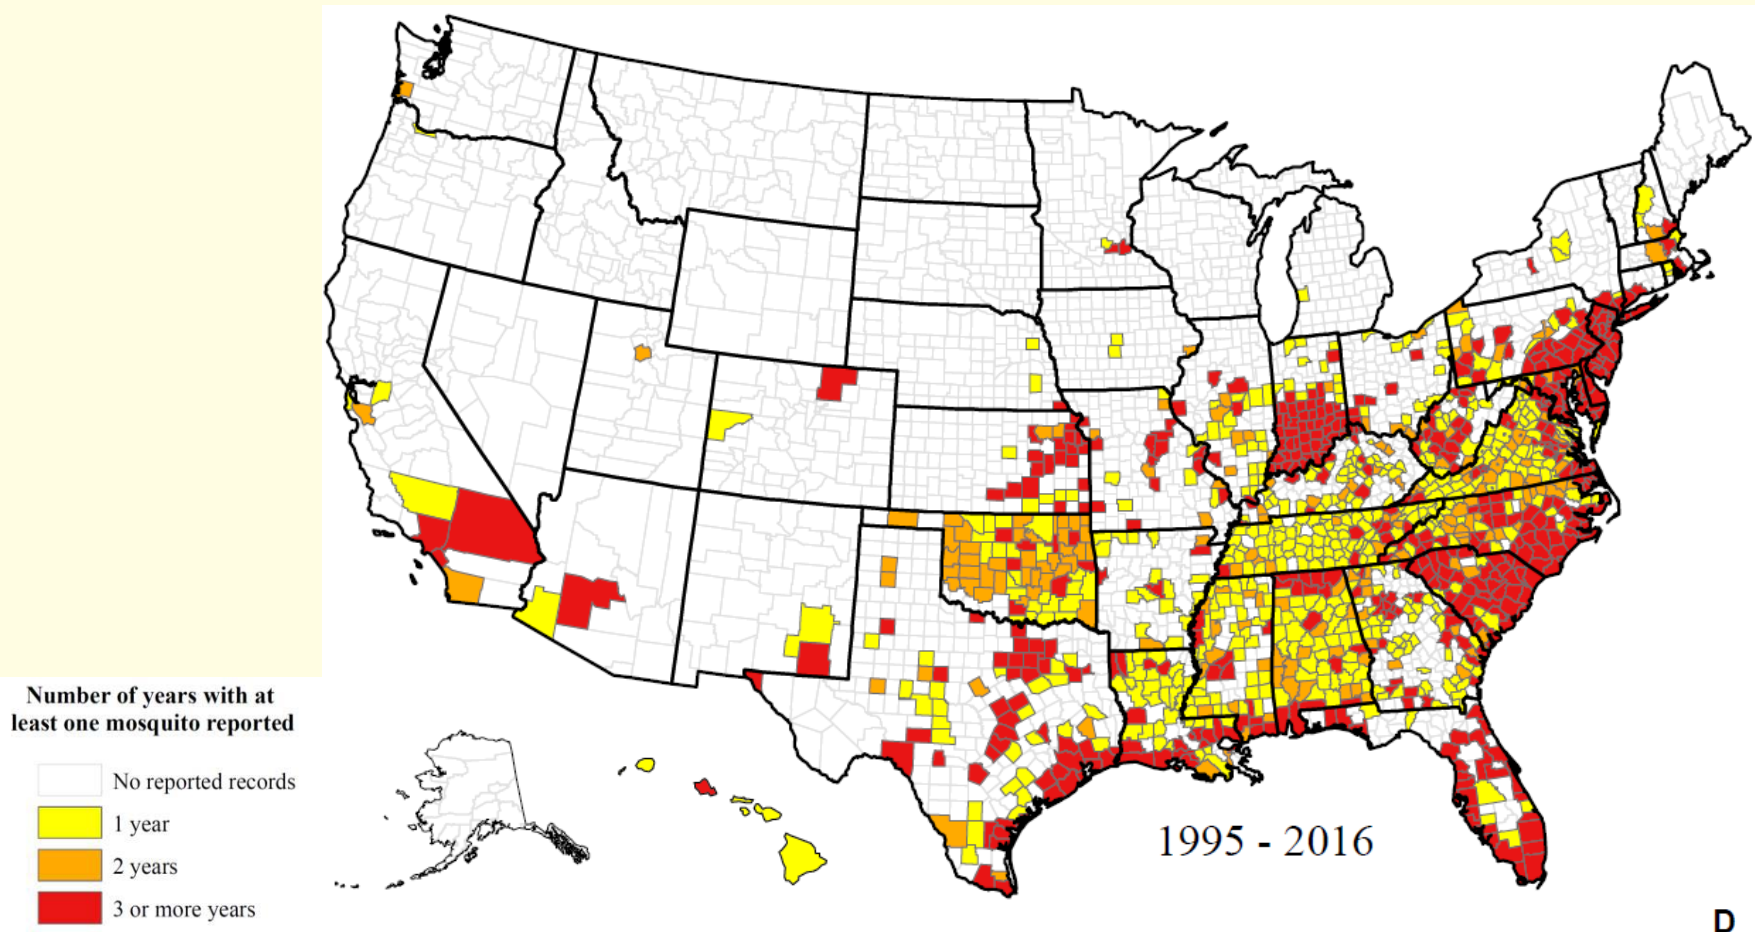 Number of years with at
least one mosquito reported
No reported records
1 year
2 years
3 or more years
1995 - 2016
D